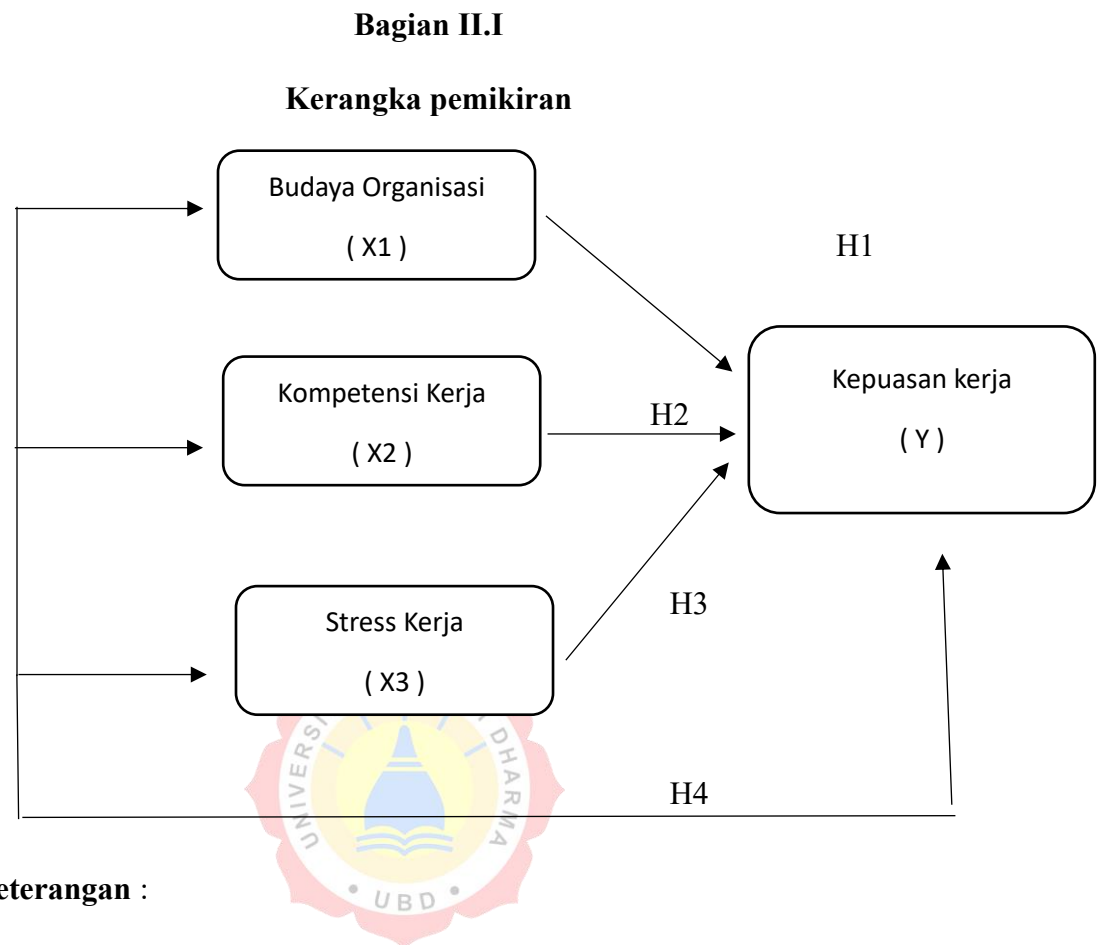 Bagian II.I
Kerangka pemikiran
Budaya Organisasi
( X1 )
H1
Kompetensi Kerja
( X2 )
H2
Kepuasan kerja
( Y )
Stress Kerja
( X3 )
H3
DHARMA
H4
UBD
eterangan :